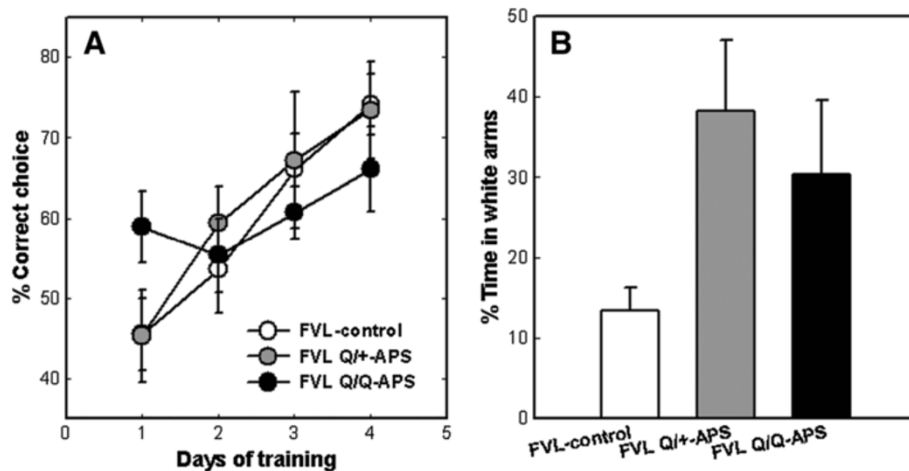 A
% Correct choice
80
70
60
50
40
FVL-control
FVL Q/+-APS
FVL Q/Q-APS
0 1 2 3 4 5
Days of training
B
% Time in white arms
50
40
30
20
10
0
FVL-control FVL Q/+-APS FVL Q/Q-APS